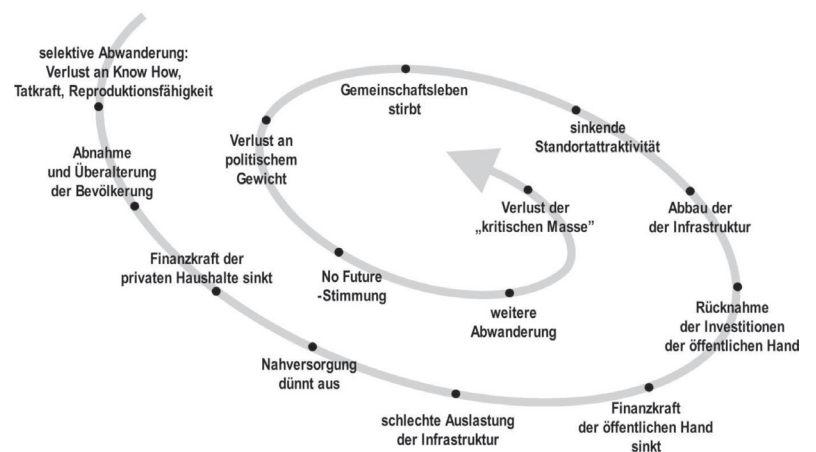 selektive Abwanderung:
Verlust an Know How,
Tatkraft, Reproduktionsfähigkeit
Abnahme
und Überalterung
der Bevölkerung
Finanzkraft der
privaten Haushalte sinkt
Nahversorgung
dünnt aus
schlechte Auslastung
der Infrastruktur
Finanzkraft
der öffentlichen Hand
sinkt
Rücknahme
der Investitionen
der öffentlichen Hand
Abbau der
der Infrastruktur
sinkende
Standortattraktivität
Gemeinschaftsleben
stirbt
Verlust an
politischem
Gewicht
No Future
-Stimmung
weitere
Abwanderung
Verlust der
„kritischen Masse”